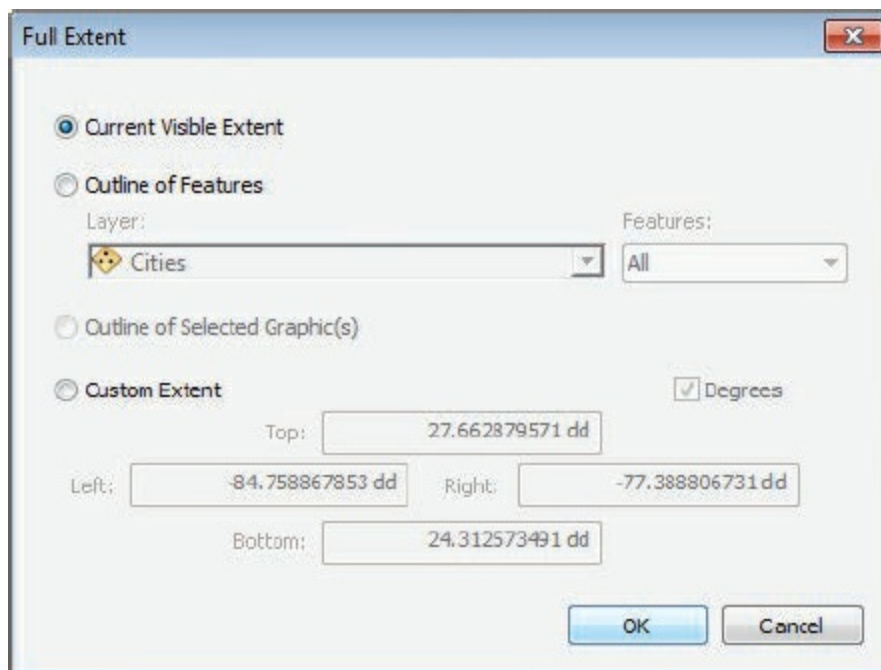 Full Extent
Current Visible Extent
Outline of Features
Layer: Features:
Cities All
Outline of Selected Graphic(s)
Custom Extent Degrees
Top: 27.662879571 dd
Left: -84.758867853 dd Right: -77.388806731 dd
Bottom: 24.312573491 dd
OK Cancel